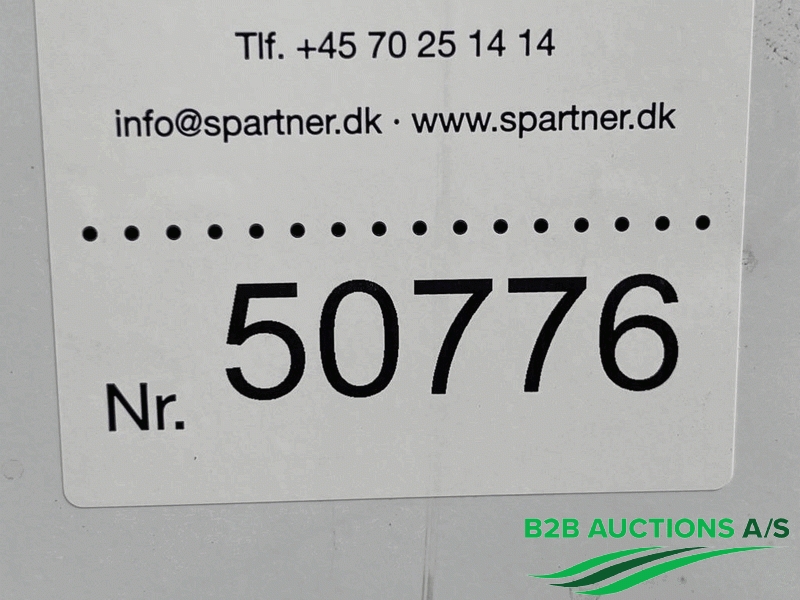 Tlf. +45 70 25 14 14
info@spartner.dk · www.spartner.dk
Nr. 50776
B2B AUCTIONS A/S